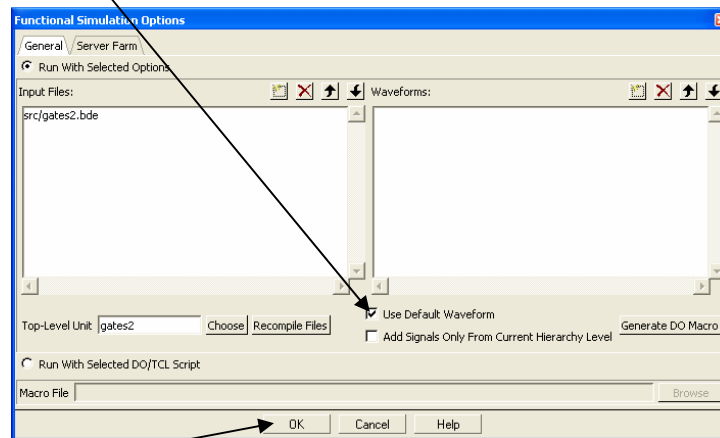 Functional Simulation Options
General Server Farm
Run With Selected Options
Input Files: Waveforms:
src/gates2.bde
Use Default Waveform
Top-Level Unit gates2 Choose Recompile Files Add Signals Only From Current Hierarchy Level Generate DO Macro
Run With Selected DO/TCL Script
Macro File Browse
OK Cancel Help